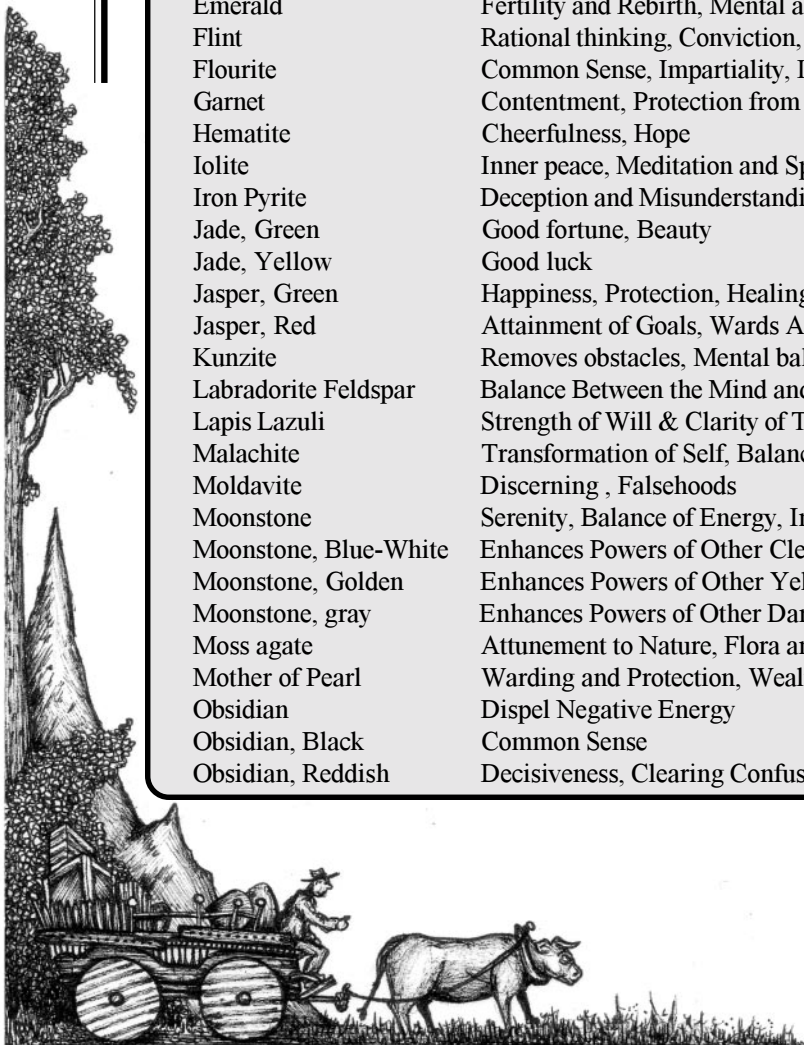 Emerald Fertility and Rebirth, Mental a
Flint Rational thinking, Conviction,
Flourite Common Sense, Impartiality,
Garnet Contentment, Protection from
Hematite Cheerfulness, Hope
Iolite Inner peace, Meditation and Sp
Iron Pyrite Deception and Misunderstandi
Jade, Green Good fortune, Beauty
Jade, Yellow Good luck
Jasper, Green Happiness, Protection, Healing
Jasper, Red Attainment of Goals, Wards A
Kunzite Removes obstacles, Mental bal
Labradorite Feldspar Balance Between the Mind and
Lapis Lazuli Strength of Will & Clarity of T
Malachite Transformation of Self, Balanc
Moldavite Discerning , Falsehoods
Moonstone Serenity, Balance of Energy, In
Moonstone, Blue-White Enhances Powers of Other Cle
Moonstone, Golden Enhances Powers of Other Yel
Moonstone, gray Enhances Powers of Other Dar
Moss agate Attunement to Nature, Flora an
Mother of Pearl Warding and Protection, Weal
Obsidian Dispel Negative Energy
Obsidian, Black Common Sense
Obsidian, Reddish Decisiveness, Clearing Confus